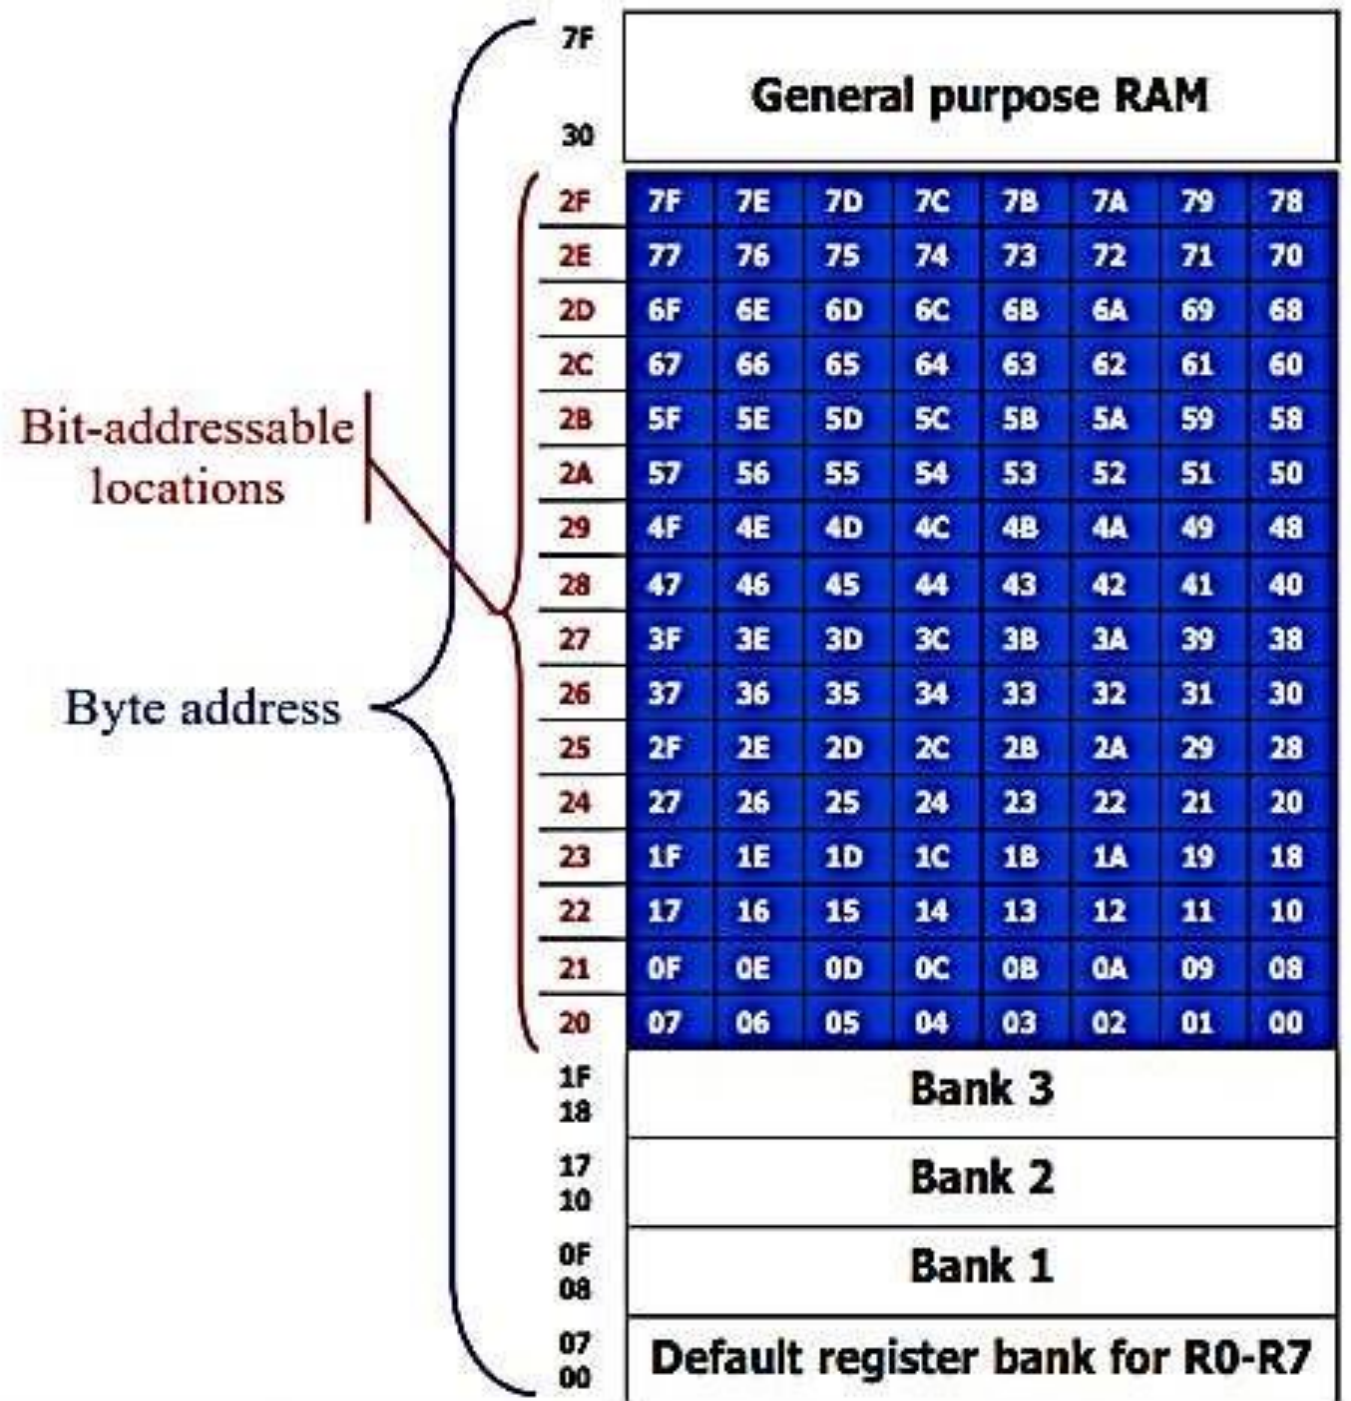 7F
General purpose RAM
30
2F 7F 7E 7D 7C 7B 7A 79 78
2E 77 76 75 74 73 72 71 70
2D 6F 6E 6D 6C 6B 6A 69 68
2C 67 66 65 64 63 62 61 60
2B 5F 5E 5D 5C 5B 5A 59 58
2A 57 56 55 54 53 52 51 50
29 4F 4E 4D 4C 4B 4A 49 48
28 47 46 45 44 43 42 41 40
27 3F 3E 3D 3C 3B 3A 39 38
26 37 36 35 34 33 32 31 30
25 2F 2E 2D 2C 2B 2A 29 28
24 27 26 25 24 23 22 21 20
23 1F 1E 1D 1C 1B 1A 19 18
22 17 16 15 14 13 12 11 10
21 0F 0E 0D 0C 0B 0A 09 08
20 07 06 05 04 03 02 01 00
1F
Bank 3
18
17
Bank 2
10
0F
Bank 1
08
07
Default register bank for R0-R7
00
Bit-addressable
locations
Byte address